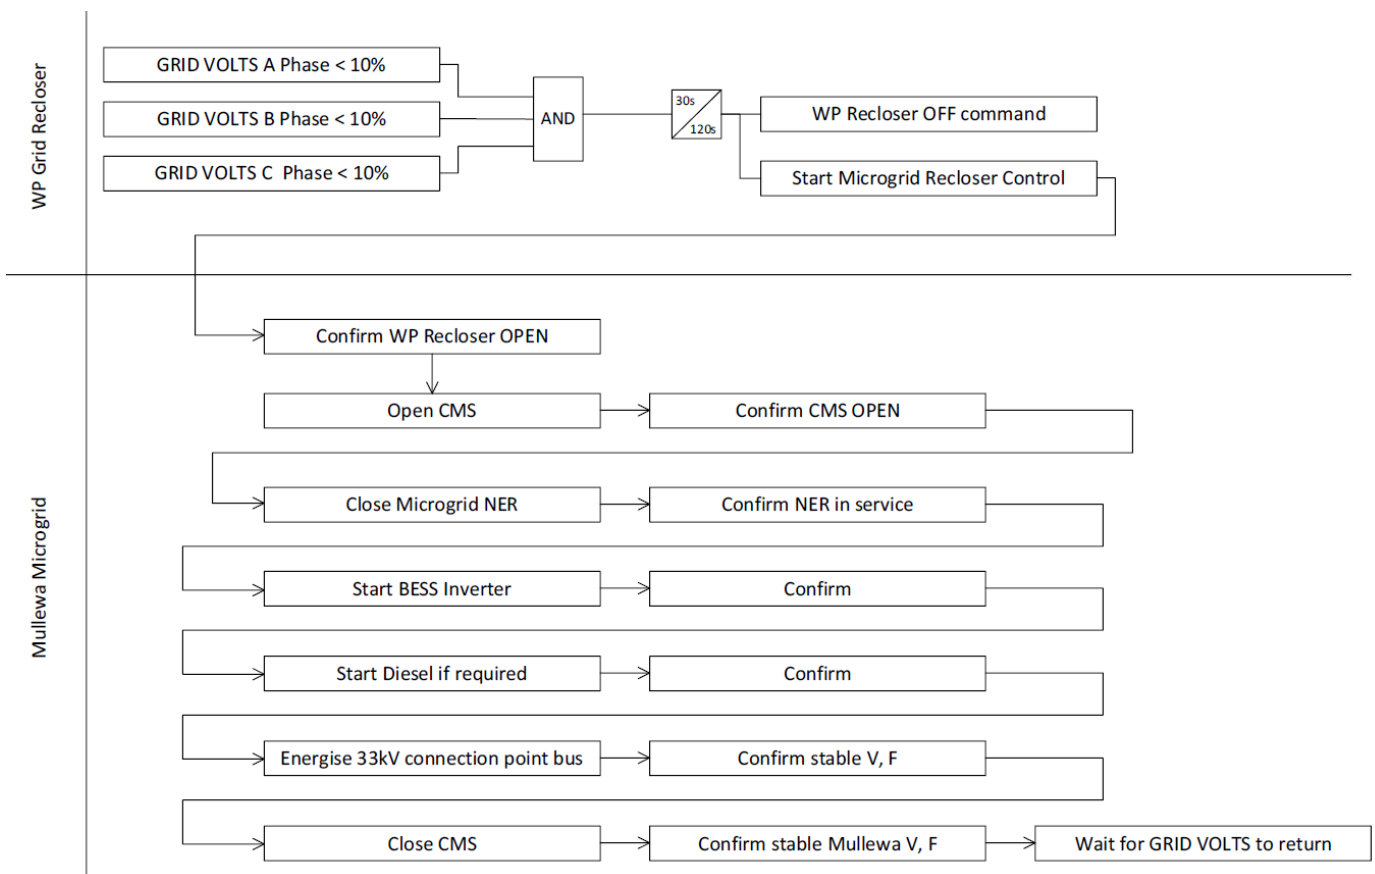 WP Grid Recloser
GRID VOLTS A Phase < 10%
GRID VOLTS B Phase < 10%
GRID VOLTS C  Phase < 10%
AND
30s
120s
WP Recloser OFF command
Start Microgrid Recloser Control
Mullewa Microgrid
Confirm WP Recloser OPEN
Open CMS
Confirm CMS OPEN
Close Microgrid NER
Confirm NER in service
Start BESS Inverter
Confirm
Start Diesel if required
Confirm
Energise 33kV connection point bus
Confirm stable V, F
Close CMS
Confirm stable Mullewa V, F
Wait for GRID VOLTS to return